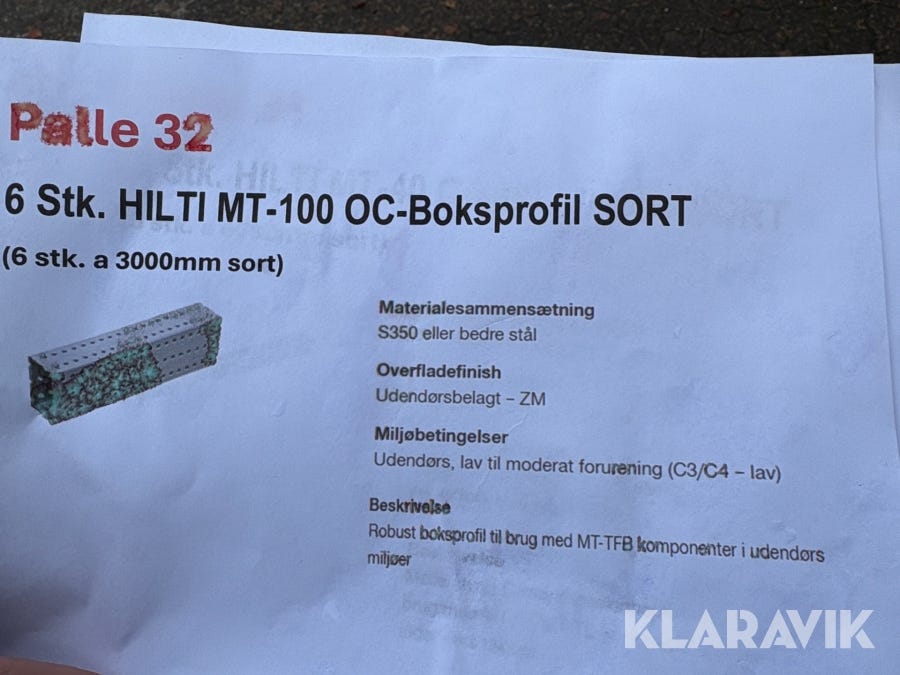 Palle 32
6 Stk. HILTI MT-100 OC-Boksprofil SORT
(6 stk. a 3000mm sort)
Materialesammensætning
S350 eller bedre stål
Overfladefinish
Udendørsbelagt – ZM
Miljøbetingelser
Udendørs, lav til moderat forurening (C3/C4 – lav)
Beskrivelse
Robust boksprofil til brug med MT-TFB komponenter i udendørs
miljøer
KLARAVIK